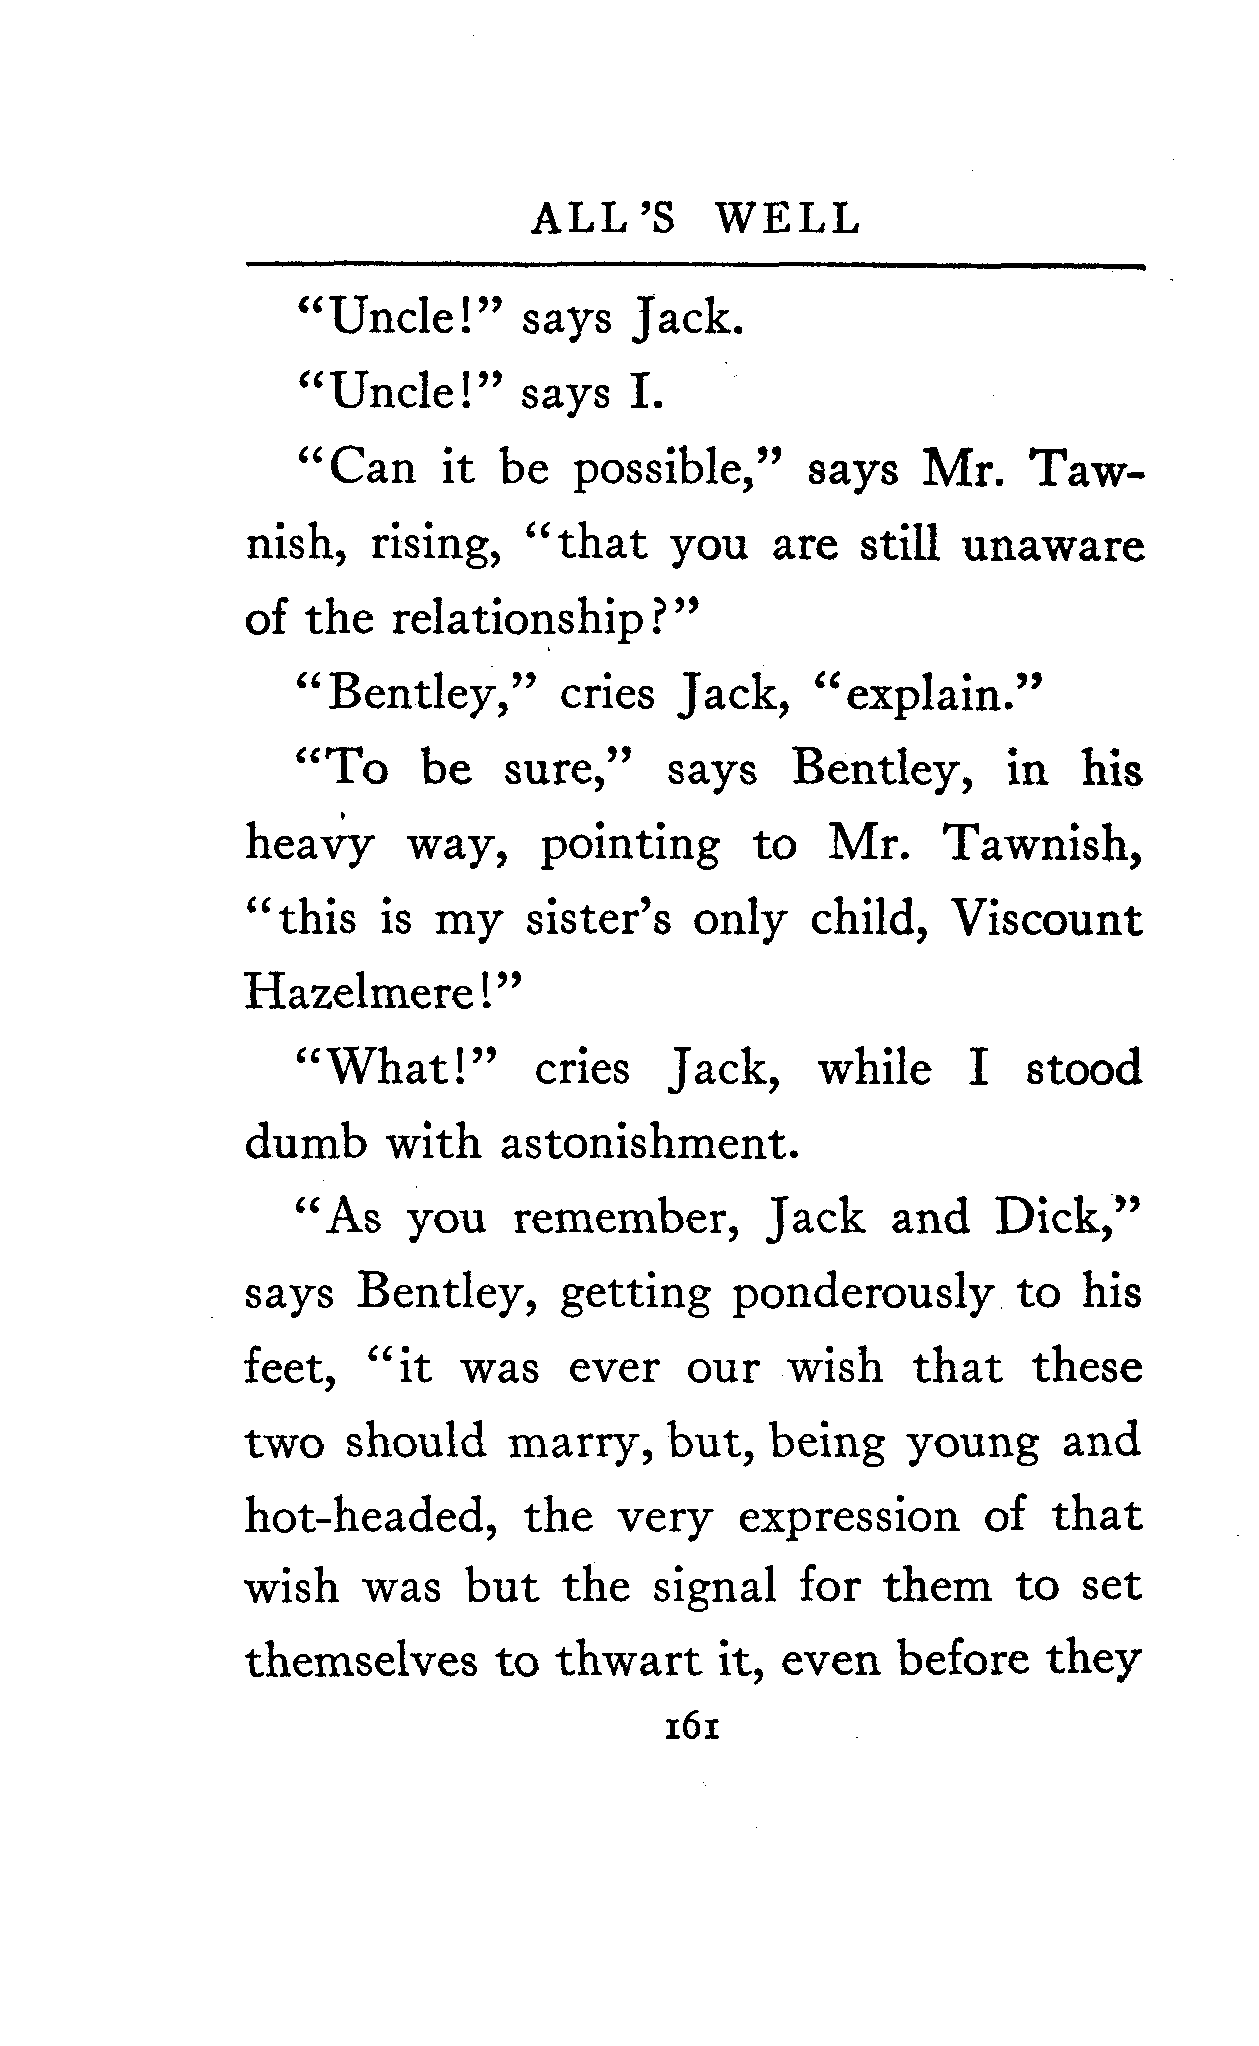 ALL'S WELL
“Uncle!” says Jack.
“Uncle!” says I.
“Can it be possible,” says Mr. Taw-
nish, rising, “that you are still unaware
of the relationship?”
“Bentley,” cries Jack, “explain.”
“To be sure,” says Bentley, in his
heavy way, pointing to Mr. Tawnish,
“this is my sister’s only child, Viscount
Hazelmere!”
“What!” cries Jack, while I stood
dumb with astonishment.
“As you remember, Jack and Dick,”
says Bentley, getting ponderously to his
feet, “it was ever our wish that these
two should marry, but, being young and
hot-headed, the very expression of that
wish was but the signal for them to set
themselves to thwart it, even before they
161